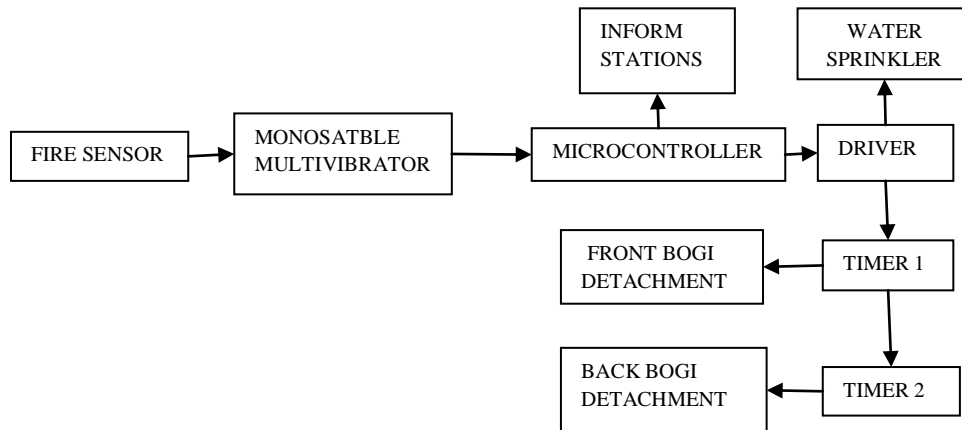 INFORM
STATIONS
WATER
SPRINKLER
FIRE SENSOR
MONOSATBLE
MULTIVIBRATOR
MICROCONTROLLER
DRIVER
FRONT BOGI
DETACHMENT
TIMER 1
BACK BOGI
DETACHMENT
TIMER 2